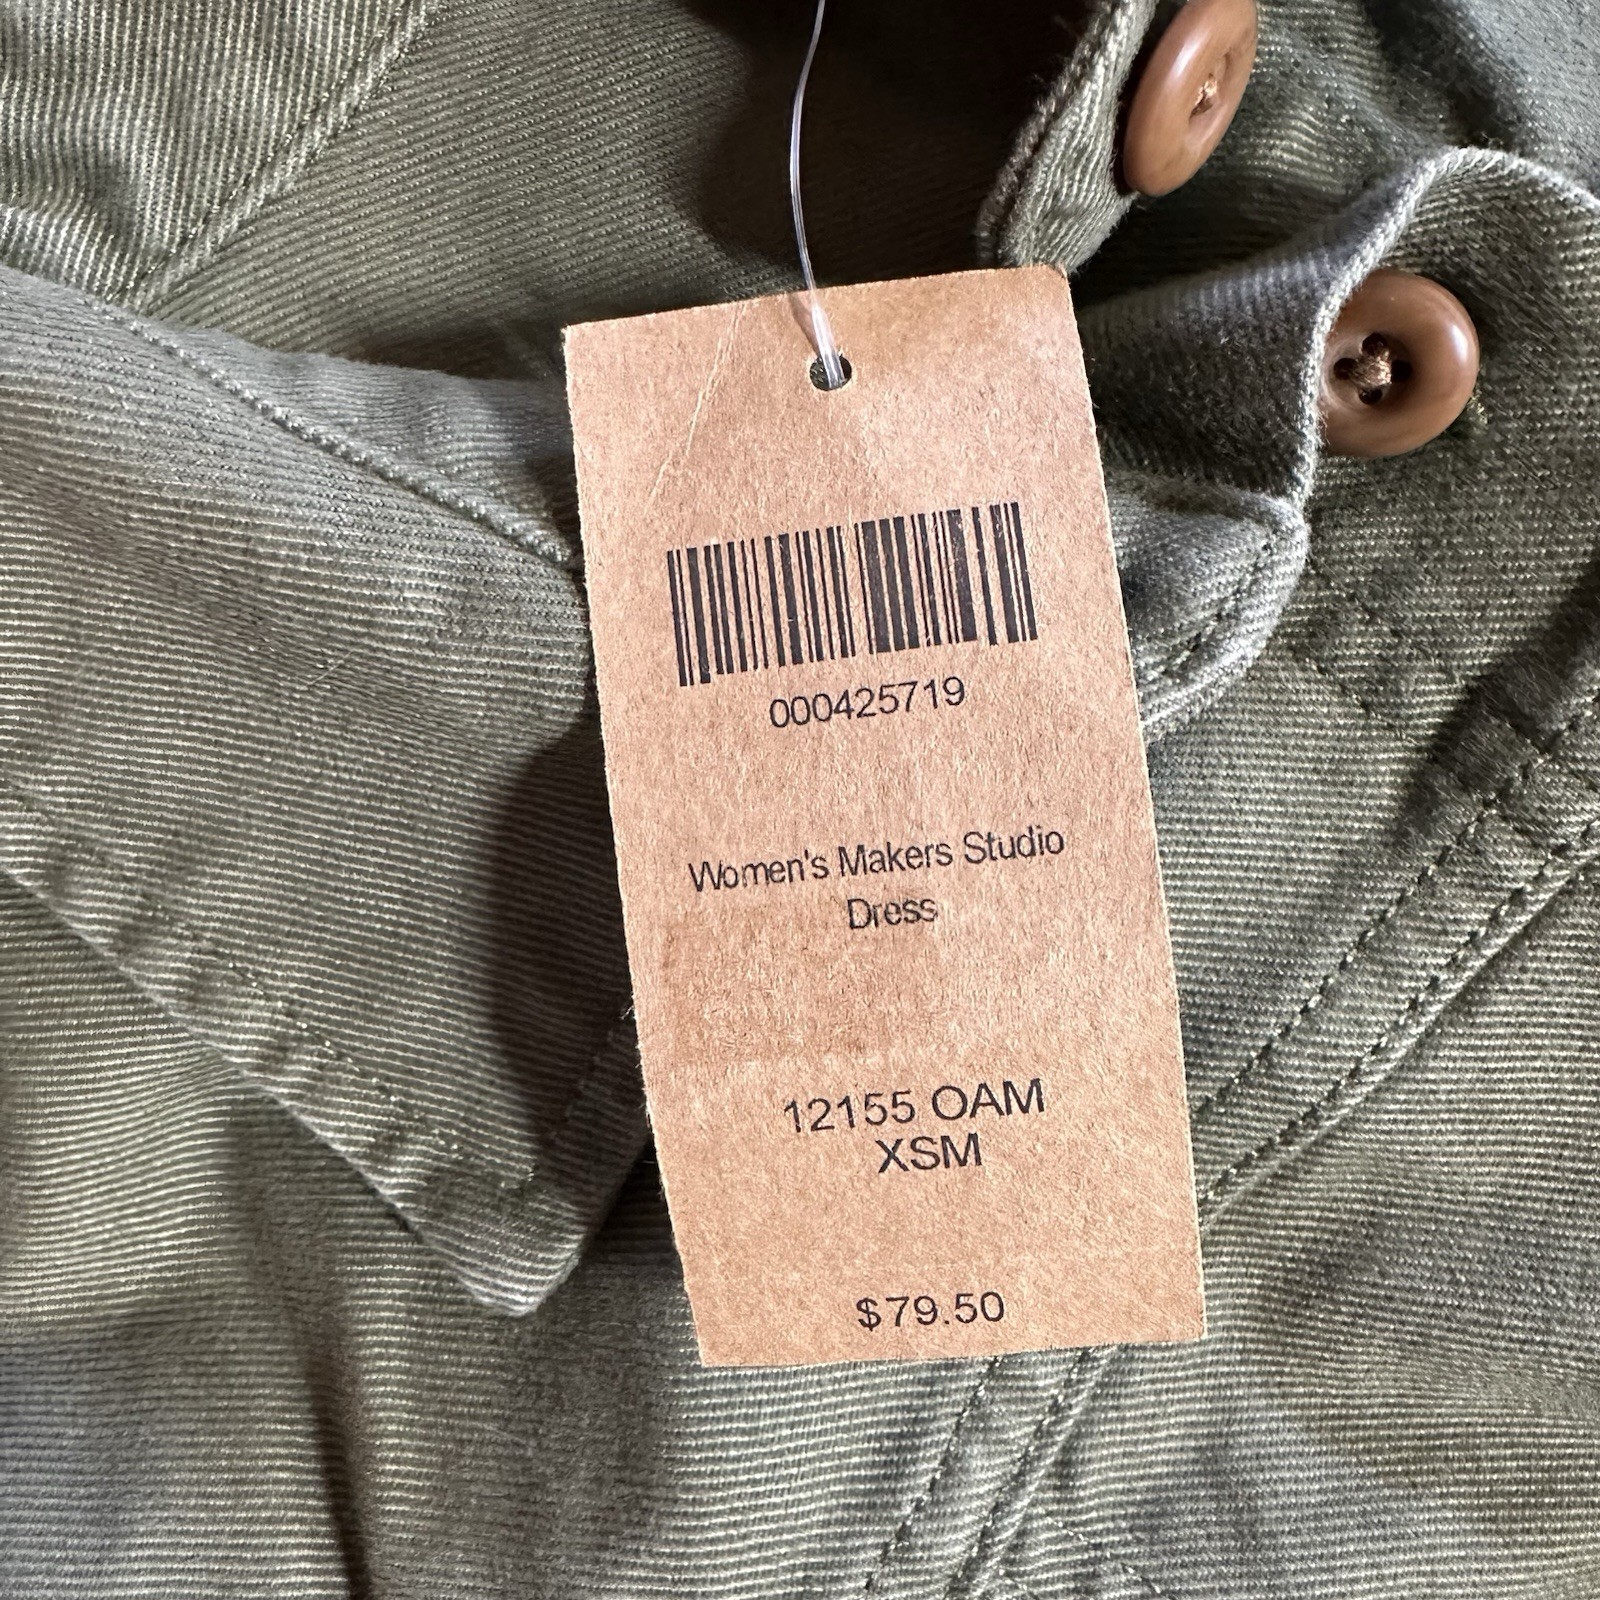 000425719
Women's Makers Studio
Dress
12155 OAM
XSM
$79.50